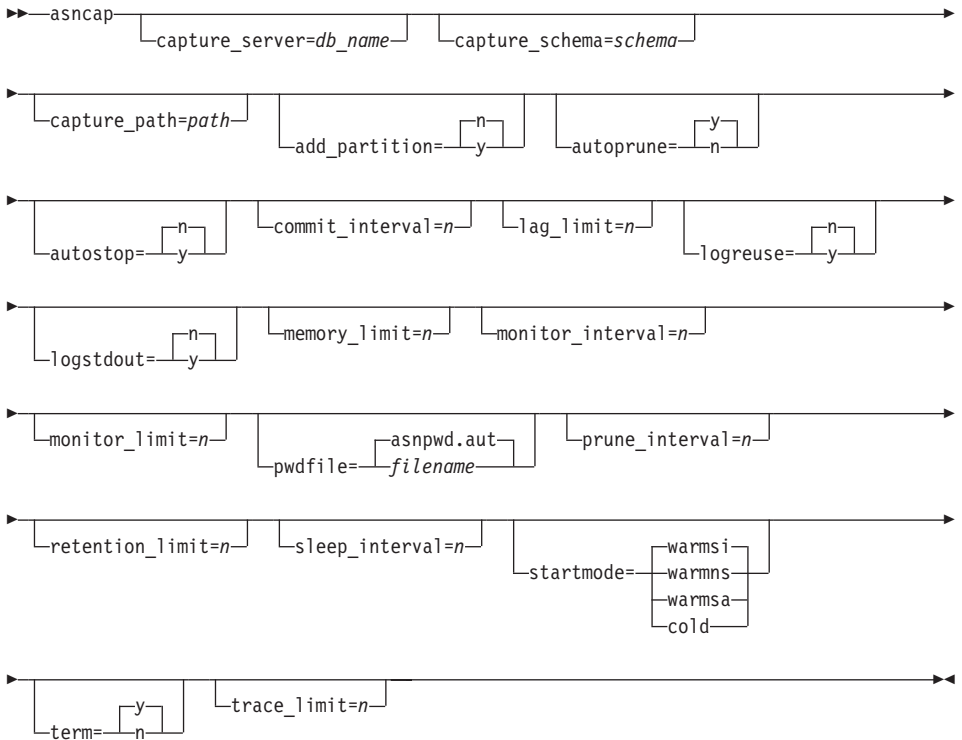 asncap
capture_server=db_name
capture_schema=schema
capture_path=path
add_partition=
n
y
autoprune=
y
n
autostop=
n
y
commit_interval=n
lag_limit=n
logreuse=
n
y
logstdout=
n
y
memory_limit=n
monitor_interval=n
monitor_limit=n
pwdfile=
asnpwd.aut
filename
prune_interval=n
retention_limit=n
sleep_interval=n
startmode=
warmsi
warmns
warmsa
cold
term=
y
n
trace_limit=n